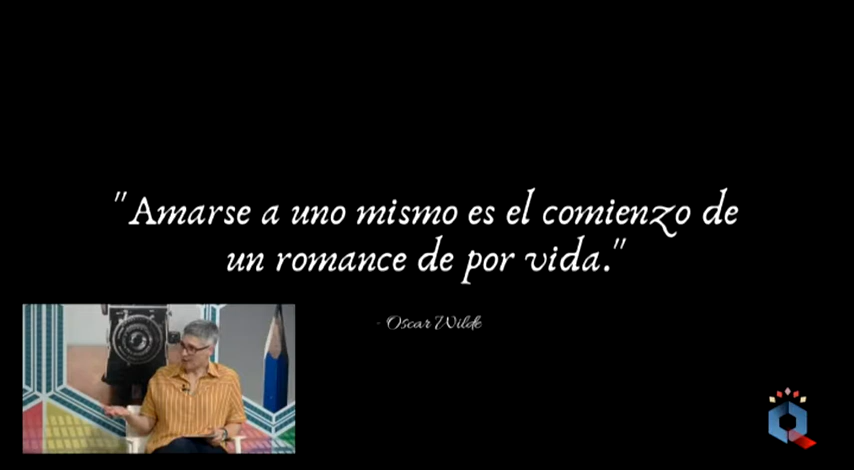 "Amarse a uno mismo es el comienzo de
un romance de por vida."
- Oscar Wilde